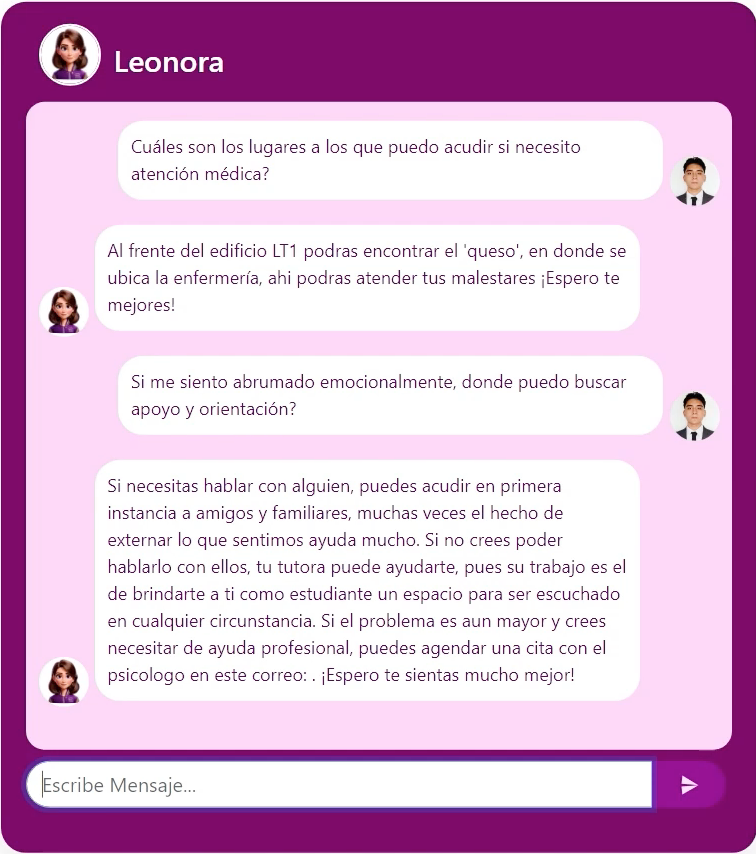 Leonora
Cuáles son los lugares a los que puedo acudir si necesito
atención médica?
Al frente del edificio LT1 podras encontrar el 'queso', en donde se
ubica la enfermería, ahi podras atender tus malestares ¡Espero te
mejores!
Si me siento abrumado emocionalmente, donde puedo buscar
apoyo y orientación?
Si necesitas hablar con alguien, puedes acudir en primera
instancia a amigos y familiares, muchas veces el hecho de
externar lo que sentimos ayuda mucho. Si no crees poder
hablarlo con ellos, tu tutora puede ayudarte, pues su trabajo es el
de brindarte a ti como estudiante un espacio para ser escuchado
en cualquier circunstancia. Si el problema es aun mayor y crees
necesitar de ayuda profesional, puedes agendar una cita con el
psicologo en este correo: . ¡Espero te sientas mucho mejor!
Escribe Mensaje...